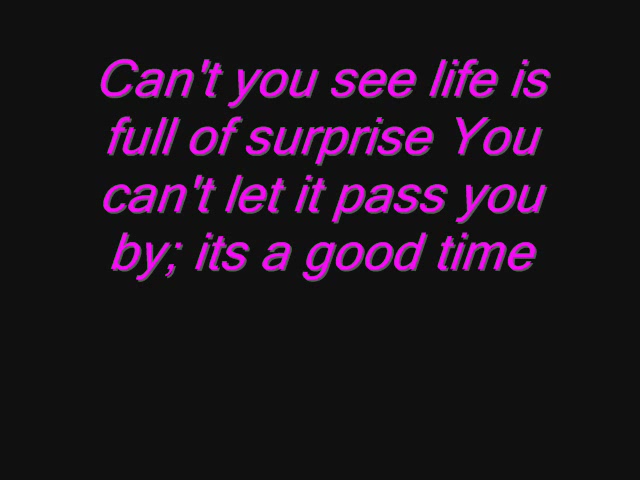 Can't you see life is
full of surprise You
can't let it pass you
by; its a good time